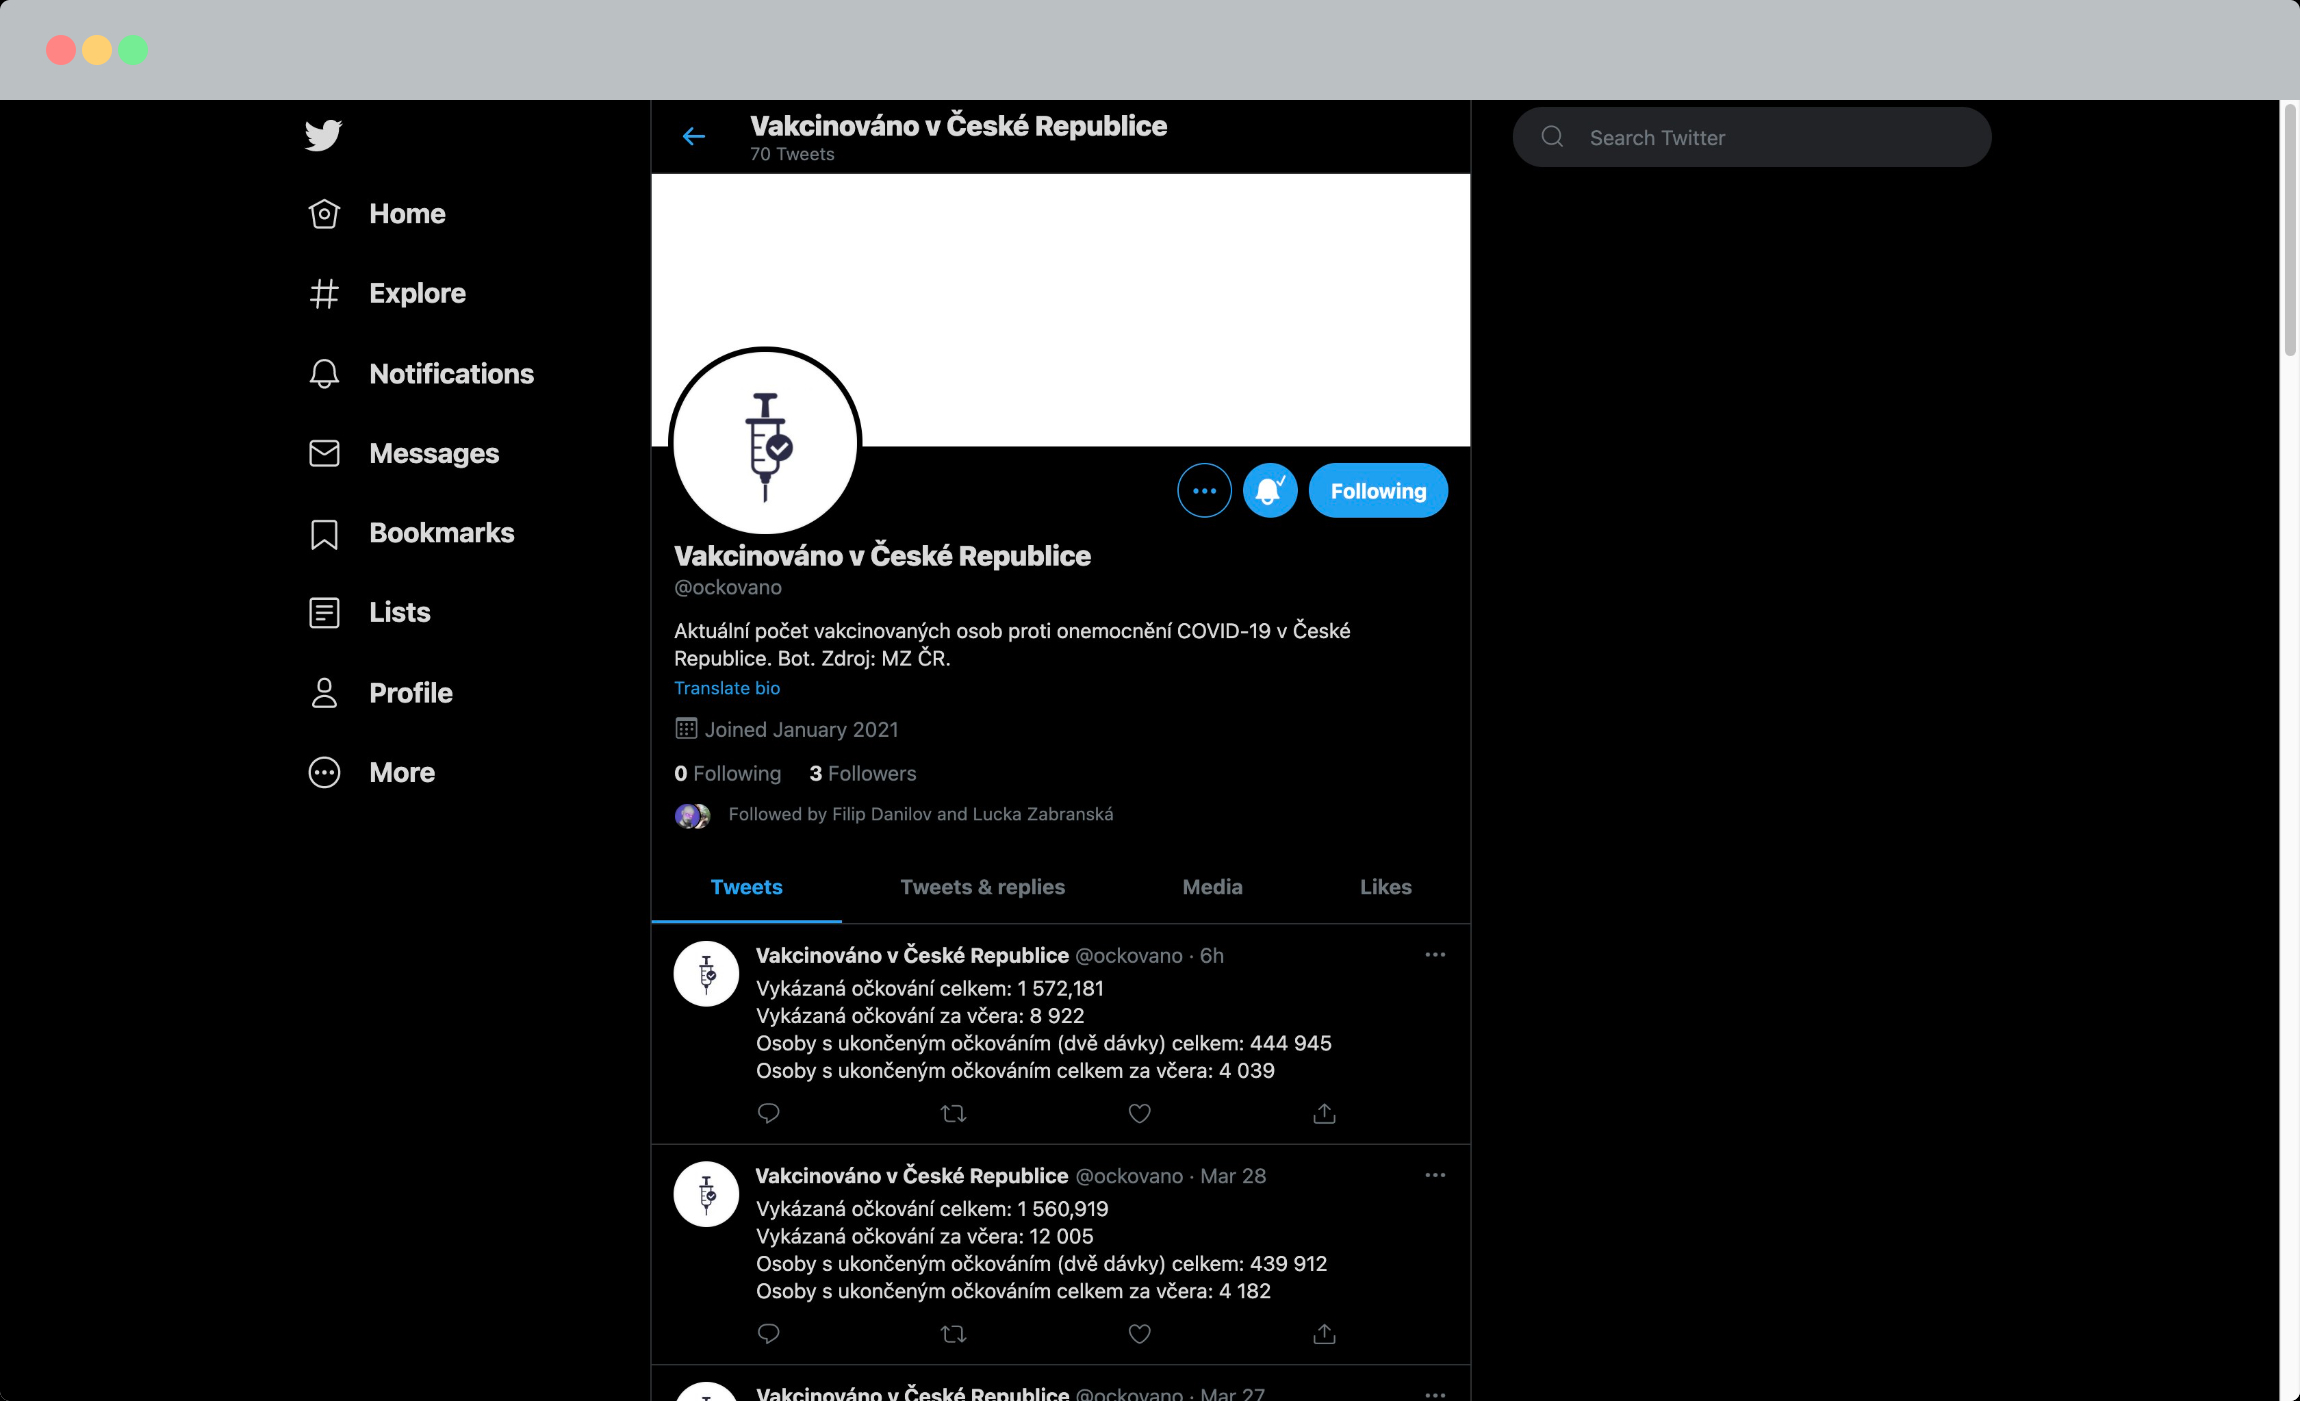 Vakcinováno v České Republice
70 Tweets
Search Twitter
Home
Explore
Notifications
Messages
Bookmarks
Lists
Profile
More
Following
Vakcinováno v České Republice
@ockovano
Aktuální počet vakcinovaných osob proti onemocnění COVID-19 v České
Republice. Bot. Zdroj: MZ ČR.
Translate bio
Joined January 2021
0 Following 3 Followers
Followed by Filip Danilov and Lucka Zabranská
Tweets Tweets & replies Media Likes
Vakcinováno v České Republice @ockovano · 6h
Vykázaná očkování celkem: 1 572,181
Vykázaná očkování za včera: 8 922
Osoby s ukončeným očkováním (dvě dávky) celkem: 444 945
Osoby s ukončeným očkováním celkem za včera: 4 039
Vakcinováno v České Republice @ockovano · Mar 28
Vykázaná očkování celkem: 1 560,919
Vykázaná očkování za včera: 12 005
Osoby s ukončeným očkováním (dvě dávky) celkem: 439 912
Osoby s ukončeným očkováním celkem za včera: 4 182
Vakcinováno v České Republice @ockovano · Mar 27